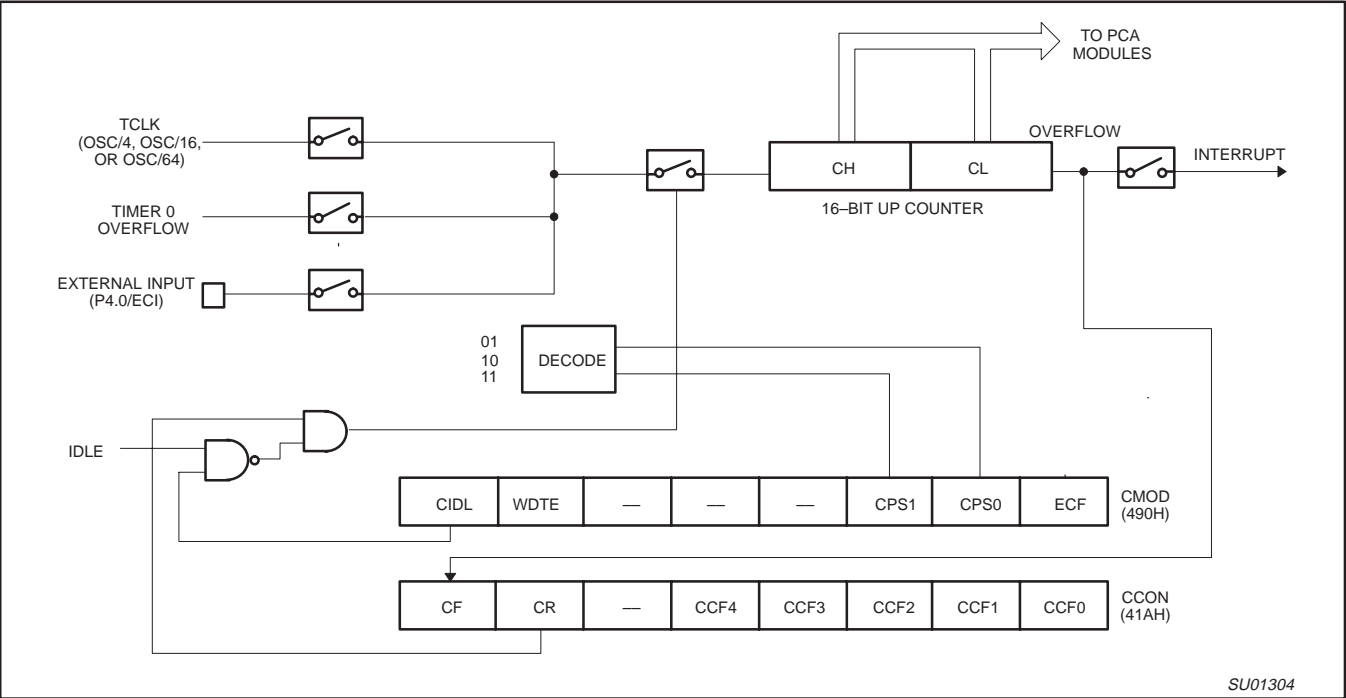 TO PCA
MODULES
TCLK
(OSC/4, OSC/16,
OR OSC/64)
OVERFLOW
INTERRUPT
CH
CL
16–BIT UP COUNTER
TIMER 0
OVERFLOW
EXTERNAL INPUT
(P4.0/ECI)
01
10
11
DECODE
IDLE
CIDL WDTE –– –– –– CPS1 CPS0 ECF
CMOD
(490H)
CF CR –– CCF4 CCF3 CCF2 CCF1 CCF0
CCON
(41AH)
SU01304